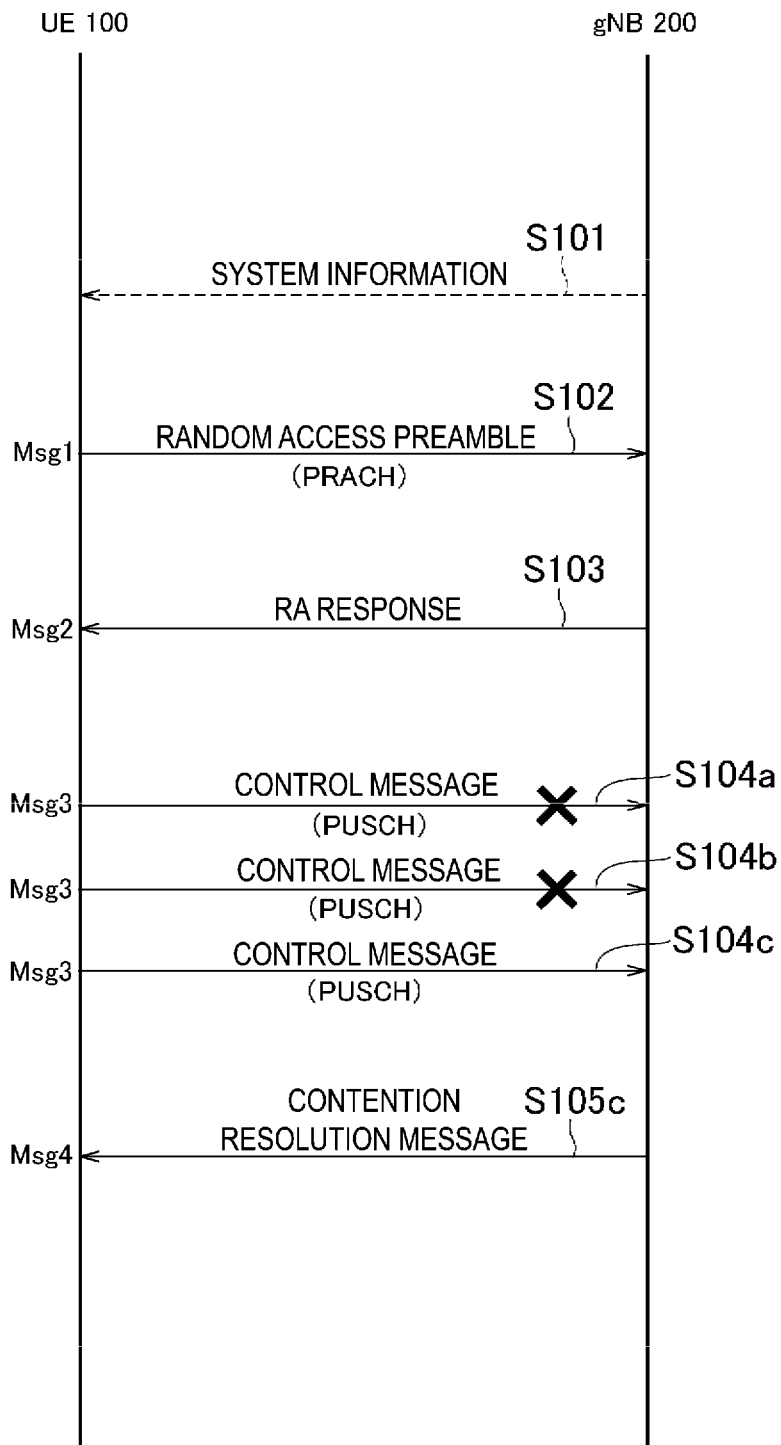 UE 100
gNB 200
S101
SYSTEM INFORMATION
S102
Msg1
RANDOM ACCESS PREAMBLE
(PRACH)
S103
Msg2
RA RESPONSE
Msg3
CONTROL MESSAGE
S104a
(PUSCH)
Msg3
CONTROL MESSAGE
S104b
(PUSCH)
Msg3
CONTROL MESSAGE
S104c
(PUSCH)
CONTENTION
S105c
RESOLUTION MESSAGE
Msg4